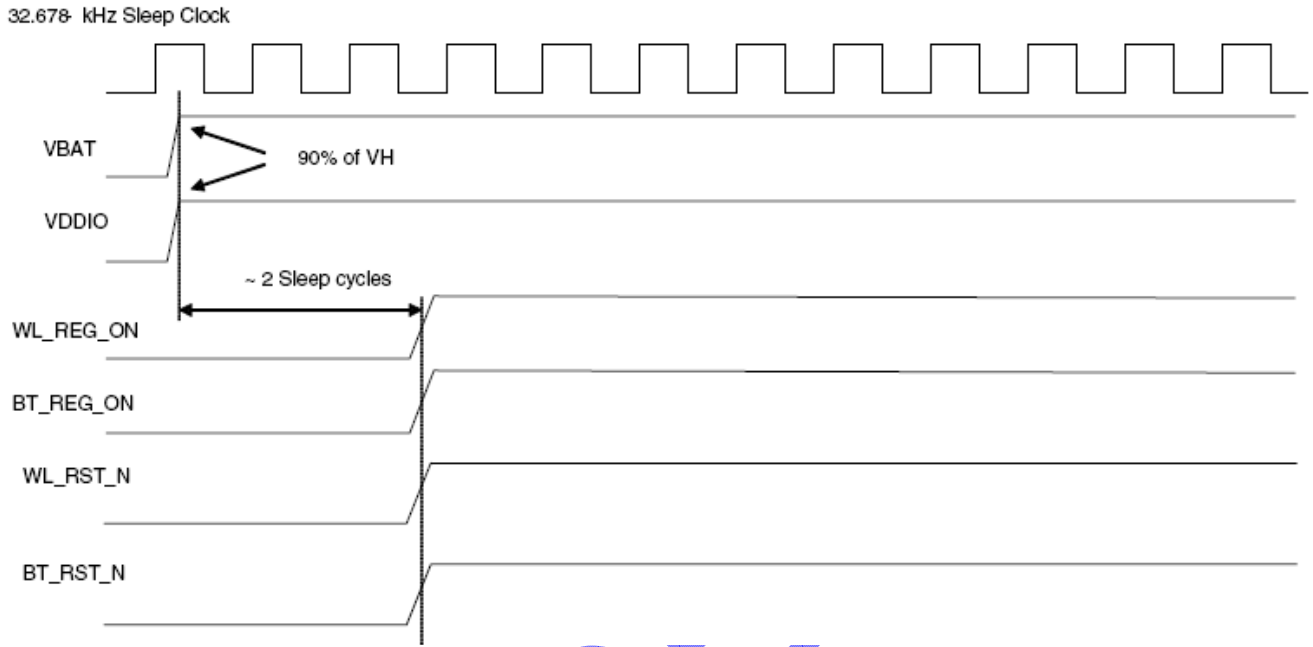 32.678- kHz Sleep Clock
VBAT
90% of VH
VDDIO
~ 2 Sleep cycles
WL_REG_ON
BT_REG_ON
WL_RST_N
BT_RST_N